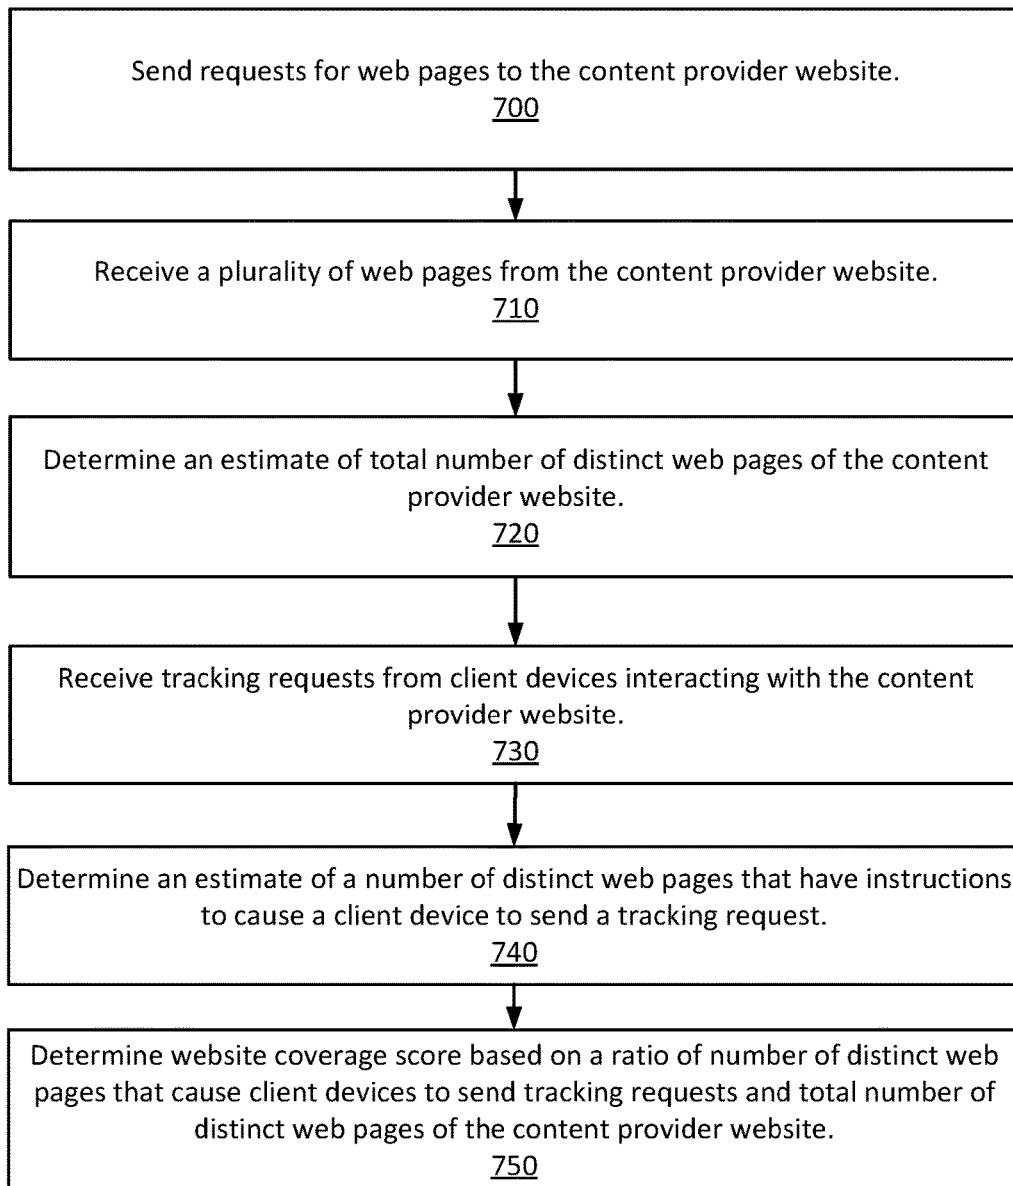 Send requests for web pages to the content provider website.
700
Receive a plurality of web pages from the content provider website.
710
Determine an estimate of total number of distinct web pages of the content
provider website.
720
Receive tracking requests from client devices interacting with the content
provider website.
730
Determine an estimate of a number of distinct web pages that have instructions
to cause a client device to send a tracking request.
740
Determine website coverage score based on a ratio of number of distinct web
pages that cause client devices to send tracking requests and total number of
distinct web pages of the content provider website.
750